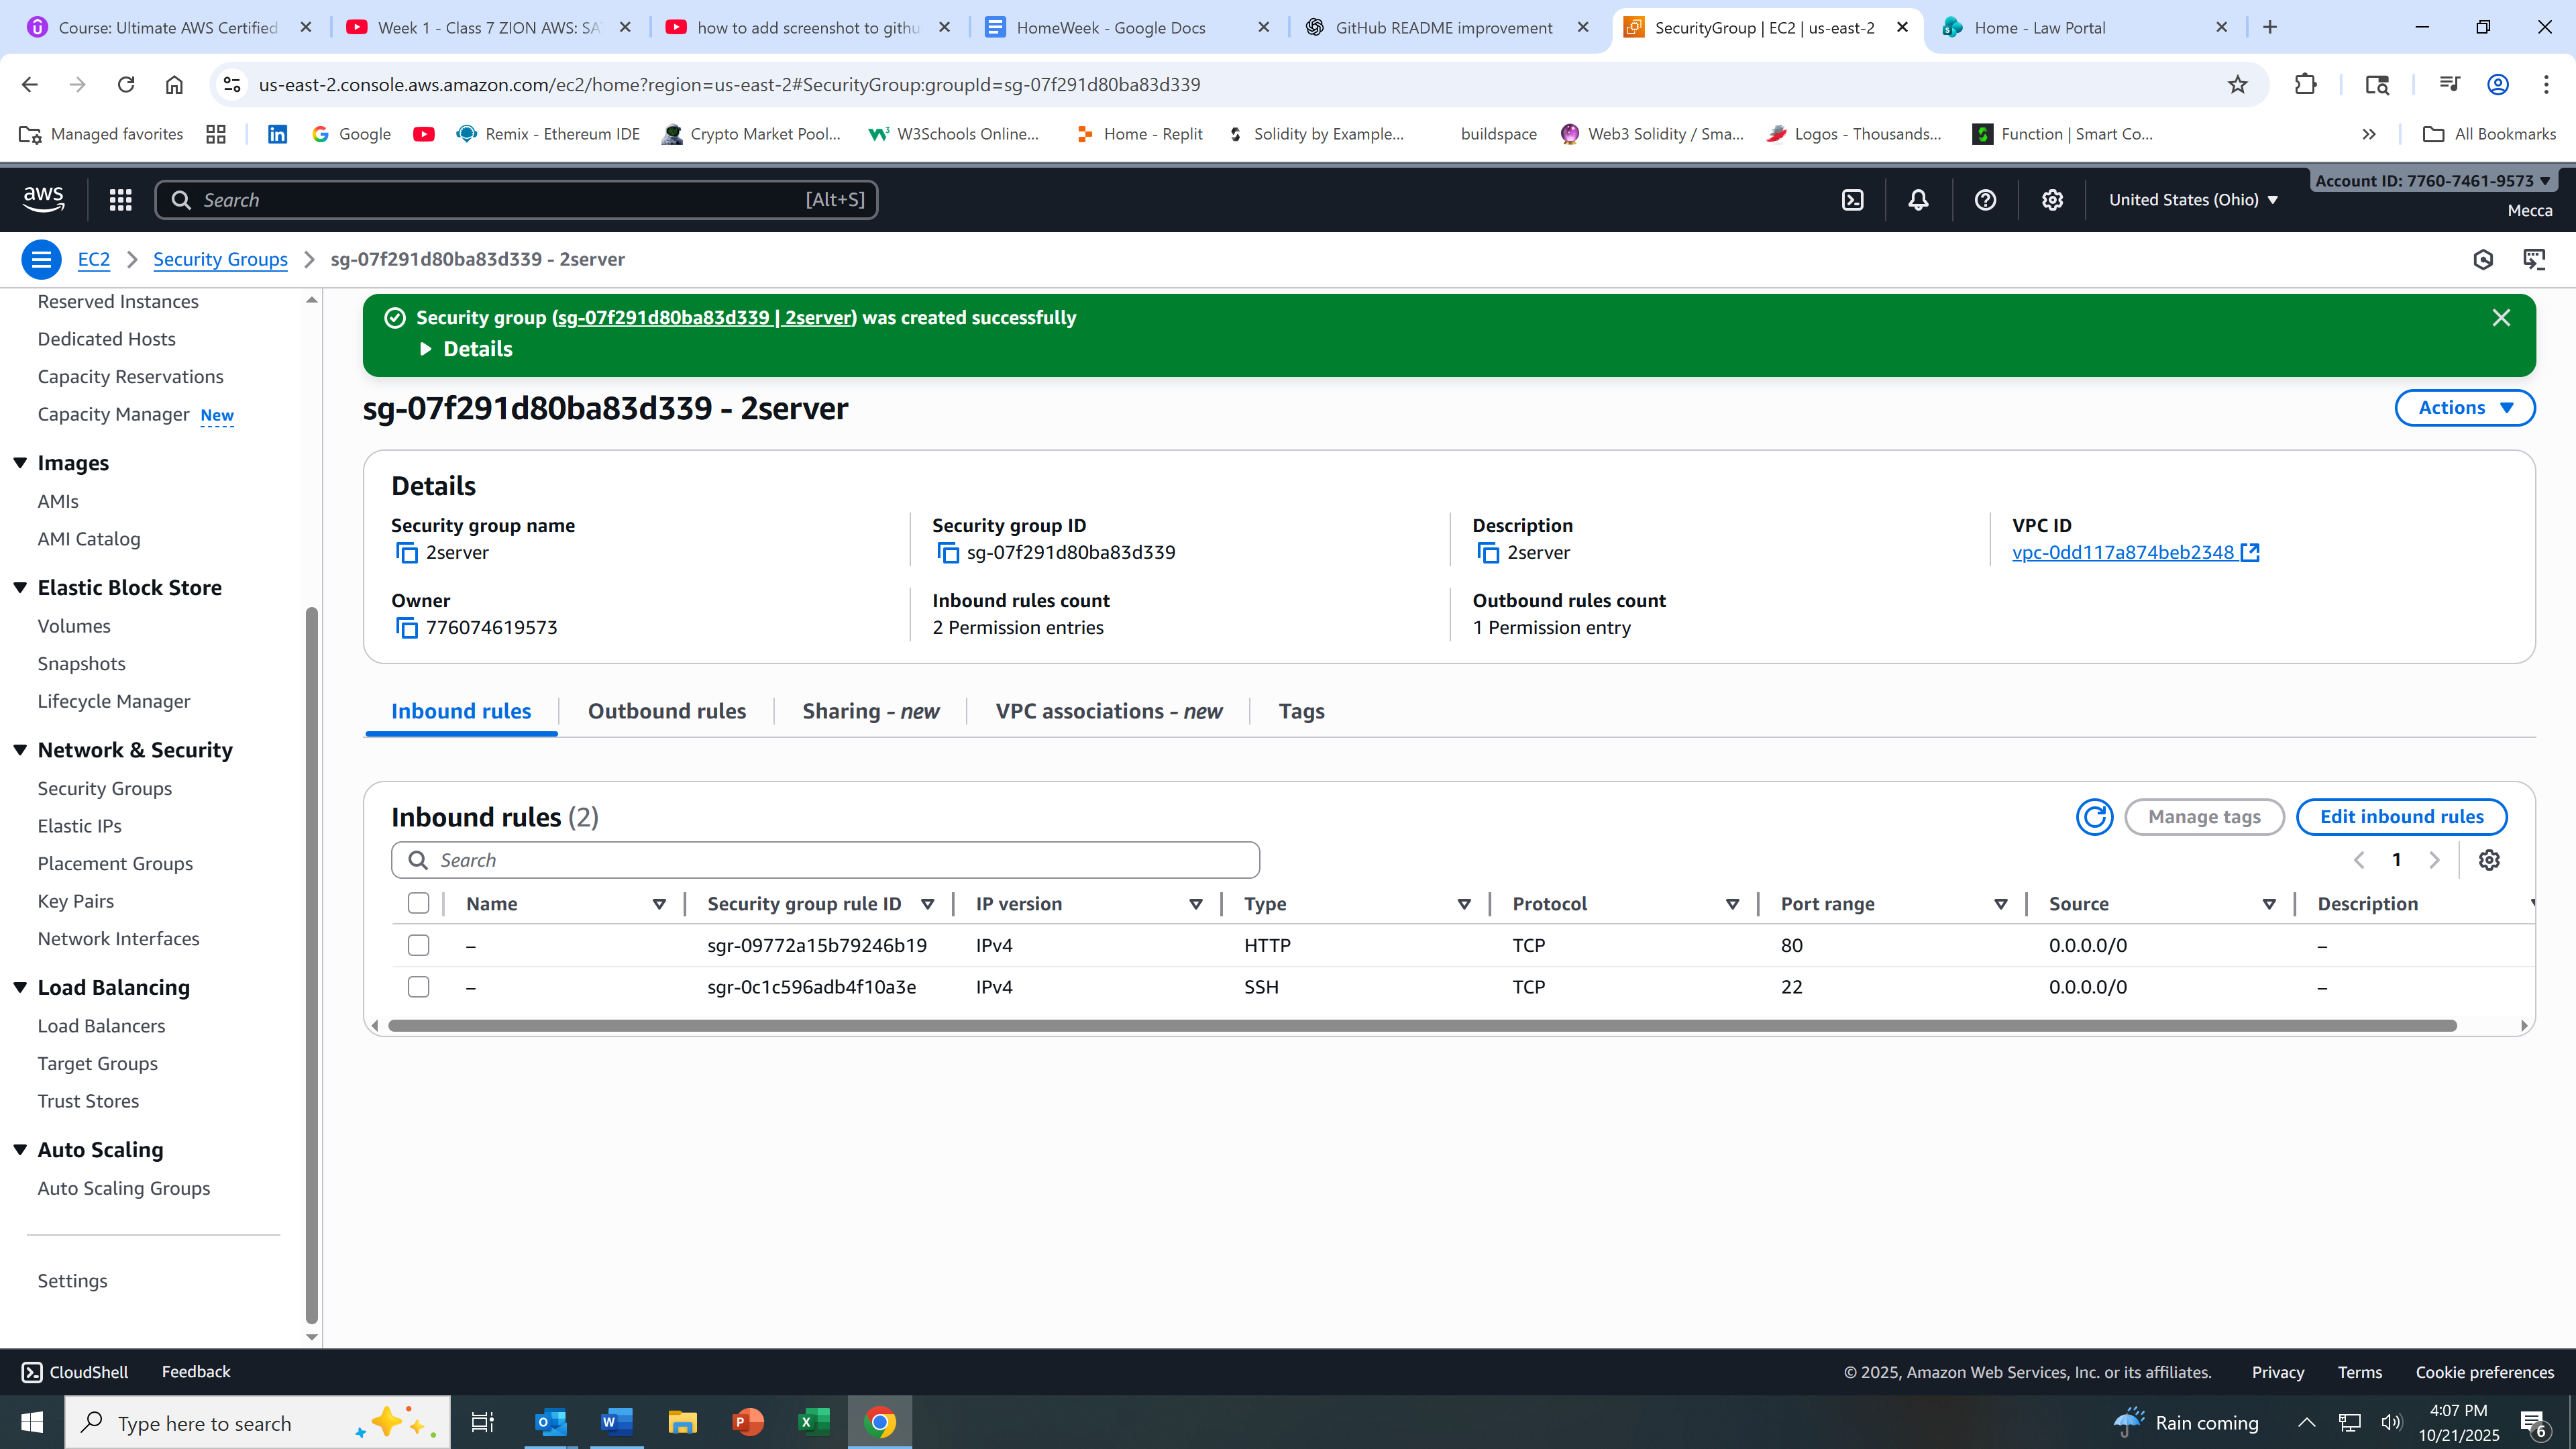 Course: Ultimate AWS Certified
Week 1 - Class 7 ZION AWS: SA
how to add screenshot to githu
HomeWeek - Google Docs
GitHub README improvement
SecurityGroup | EC2 | us-east-2
Home - Law Portal
us-east-2.console.aws.amazon.com/ec2/home?region=us-east-2#SecurityGroup:groupId=sg-07f291d80ba83d339
Managed favorites
Google
Remix - Ethereum IDE
Crypto Market Pool...
W3Schools Online...
Home - Replit
Solidity by Example...
buildspace
Web3 Solidity / Sma...
Logos - Thousands...
Function | Smart Co...
All Bookmarks
aws
Search
[Alt+S]
United States (Ohio)
Account ID: 7760-7461-9573
Mecca
EC2
Security Groups
sg-07f291d80ba83d339 - 2server
Reserved Instances
Dedicated Hosts
Capacity Reservations
Capacity Manager New
Images
AMIs
AMI Catalog
Elastic Block Store
Volumes
Snapshots
Lifecycle Manager
Network & Security
Security Groups
Elastic IPs
Placement Groups
Key Pairs
Network Interfaces
Load Balancing
Load Balancers
Target Groups
Trust Stores
Auto Scaling
Auto Scaling Groups
Settings
Security group (sg-07f291d80ba83d339 | 2server) was created successfully
Details
sg-07f291d80ba83d339 - 2server
Actions
Details
Security group name
2server
Security group ID
sg-07f291d80ba83d339
Description
2server
VPC ID
vpc-0dd117a874beb2348
Owner
776074619573
Inbound rules count
2 Permission entries
Outbound rules count
1 Permission entry
Inbound rules
Outbound rules
Sharing - new
VPC associations - new
Tags
Inbound rules (2)
Manage tags
Edit inbound rules
Search
1
Name Security group rule ID IP version Type Protocol Port range Source Description
– sgr-09772a15b79246b19 IPv4 HTTP TCP 80 0.0.0.0/0 –
– sgr-0c1c596adb4f10a3e IPv4 SSH TCP 22 0.0.0.0/0 –
CloudShell
Feedback
© 2025, Amazon Web Services, Inc. or its affiliates.
Privacy
Terms
Cookie preferences
Type here to search
Rain coming
4:07 PM
10/21/2025
6